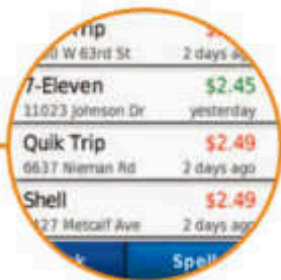 Trip $
W 63rd St 2 days ago
7-Eleven $2.45
11023 Johnson Dr yesterday
Quik Trip $2.49
6637 Nieman Rd 2 days ago
Shell $2.49
427 Metcalf Ave 2 days ago
Spell